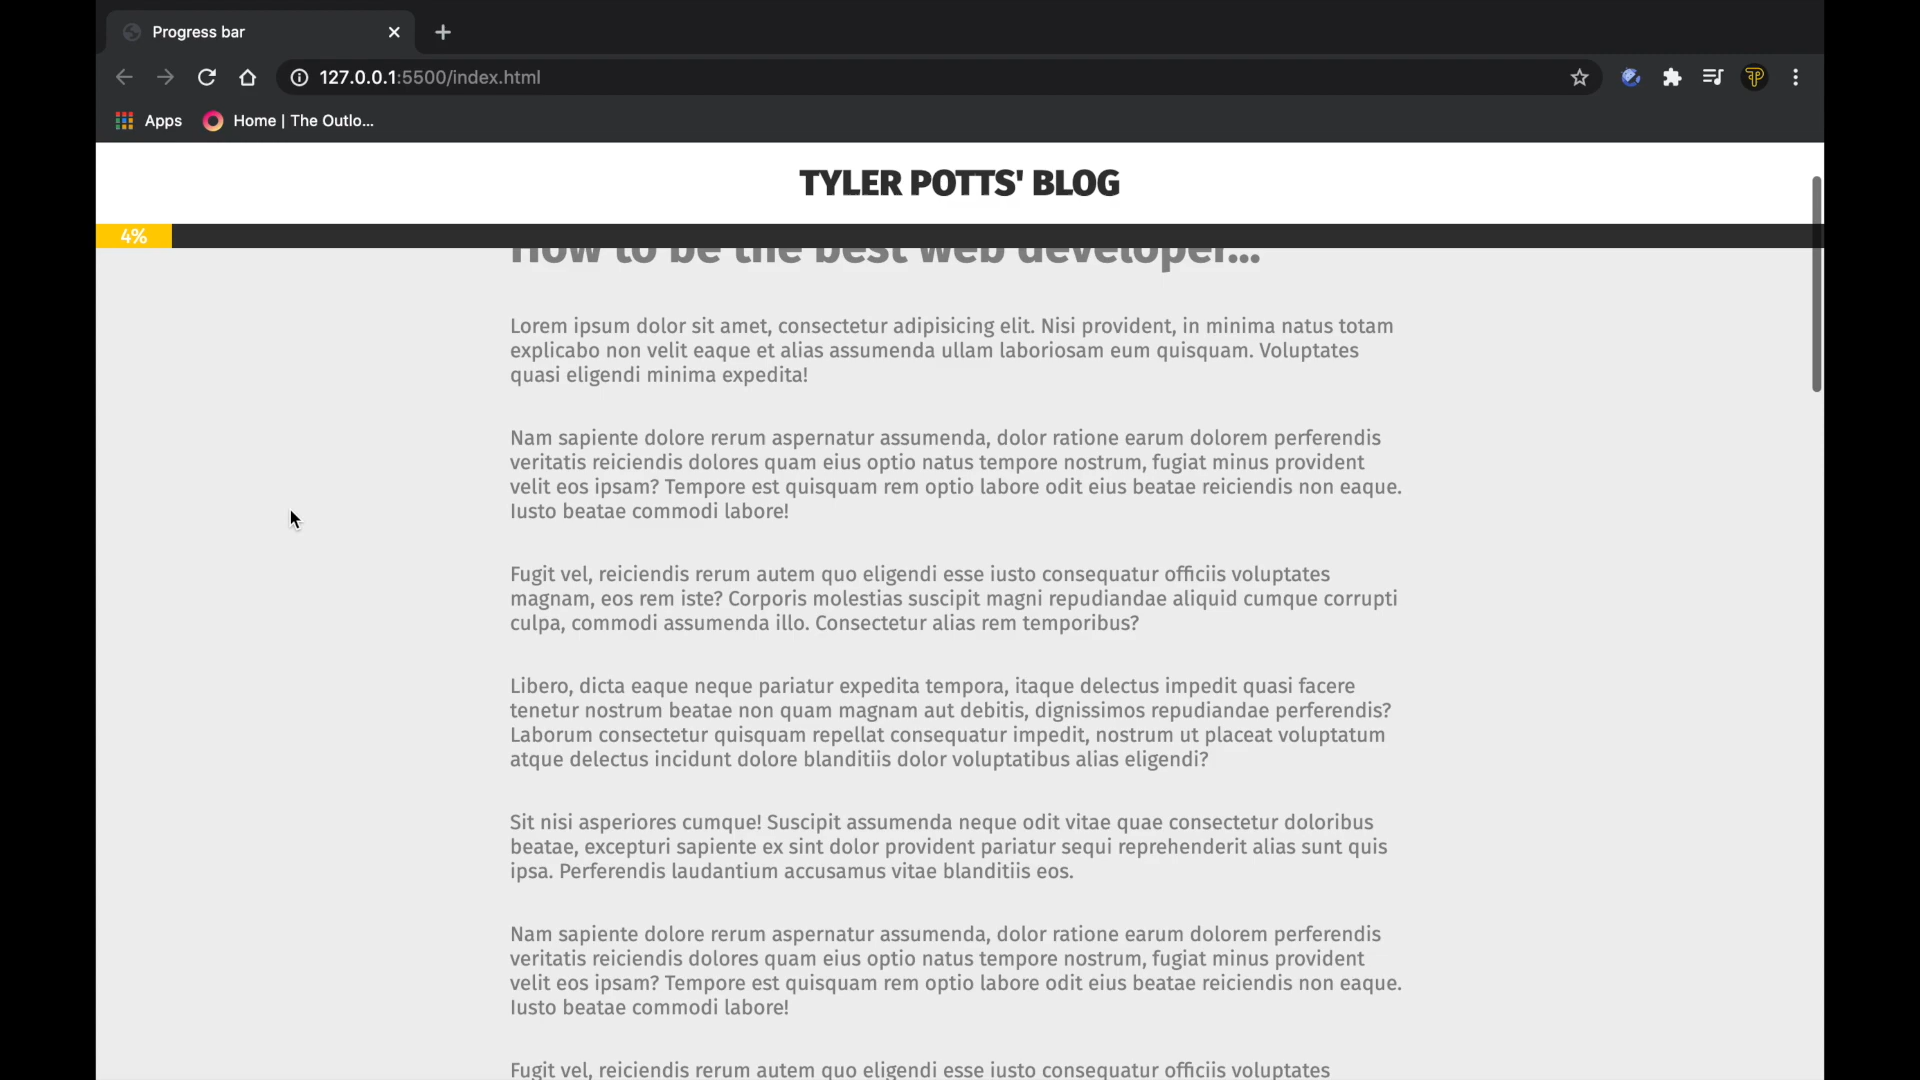 Progress bar
127.0.0.1:5500/index.html
Apps
Home | The Outlo...
TYLER POTTS' BLOG
4%
How to be the best web developer...
Lorem ipsum dolor sit amet, consectetur adipisicing elit. Nisi provident, in minima natus totam
explicabo non velit eaque et alias assumenda ullam laboriosam eum quisquam. Voluptates
quasi eligendi minima expedita!
Nam sapiente dolore rerum aspernatur assumenda, dolor ratione earum dolorem perferendis
veritatis reiciendis dolores quam eius optio natus tempore nostrum, fugiat minus provident
velit eos ipsam? Tempore est quisquam rem optio labore odit eius beatae reiciendis non eaque.
Iusto beatae commodi labore!
Fugit vel, reiciendis rerum autem quo eligendi esse iusto consequatur officiis voluptates
magnam, eos rem iste? Corporis molestias suscipit magni repudiandae aliquid cumque corrupti
culpa, commodi assumenda illo. Consectetur alias rem temporibus?
Libero, dicta eaque neque pariatur expedita tempora, itaque delectus impedit quasi facere
tenetur nostrum beatae non quam magnam aut debitis, dignissimos repudiandae perferendis?
Laborum consectetur quisquam repellat consequatur impedit, nostrum ut placeat voluptatum
atque delectus incidunt dolore blanditiis dolor voluptatibus alias eligendi?
Sit nisi asperiores cumque! Suscipit assumenda neque odit vitae quae consectetur doloribus
beatae, excepturi sapiente ex sint dolor provident pariatur sequi reprehenderit alias sunt quis
ipsa. Perferendis laudantium accusamus vitae blanditiis eos.
Nam sapiente dolore rerum aspernatur assumenda, dolor ratione earum dolorem perferendis
veritatis reiciendis dolores quam eius optio natus tempore nostrum, fugiat minus provident
velit eos ipsam? Tempore est quisquam rem optio labore odit eius beatae reiciendis non eaque.
Iusto beatae commodi labore!
Fugit vel, reiciendis rerum autem quo eligendi esse iusto consequatur officiis voluptates